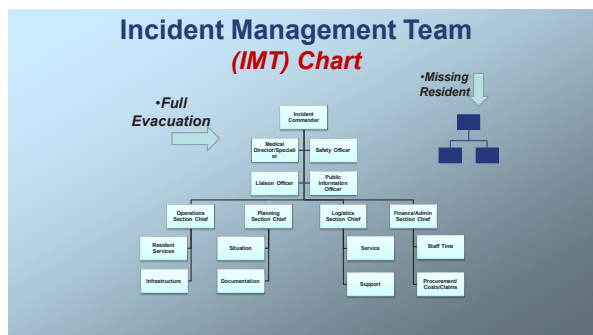 Incident Management Team
(IMT) Chart
•Full
Evacuation
•Missing
Resident
Incident
Commander
Medical
Director/Speciali
st
Safety Officer
Liaison Officer
Public
Information
Officer
Operations
Section Chief
Planning
Section Chief
Logistics
Section Chief
Finance/Admin
Section Chief
Resident
Services
Situation
Service
Staff Time
Infrastructure
Documentation
Support
Procurement/
Costs/Claims